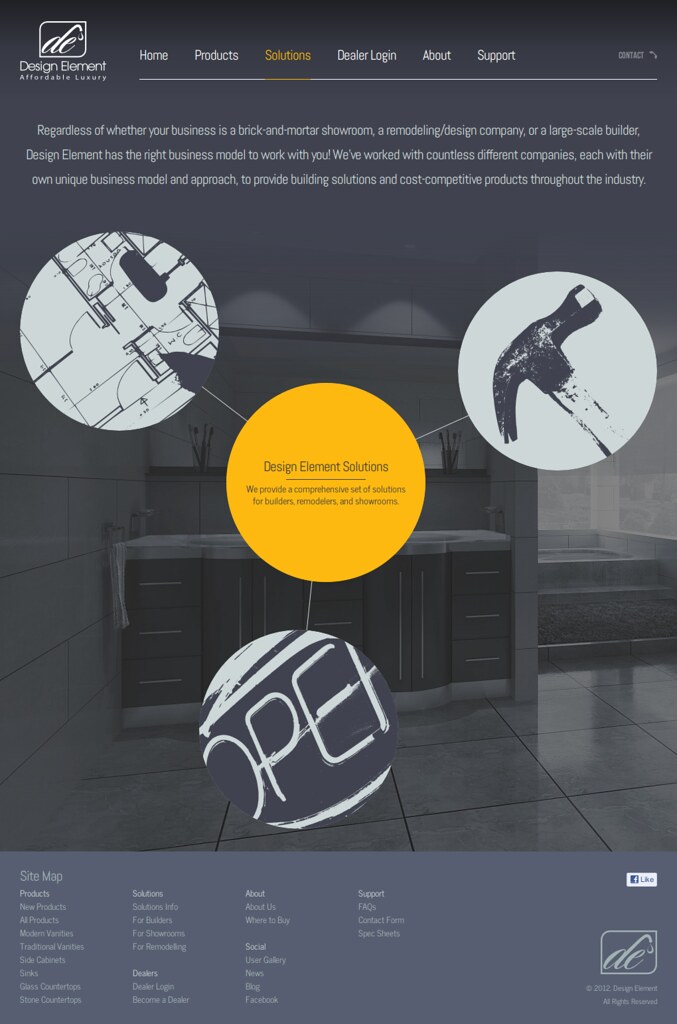 de
Design Element
Affordable Luxury
Home Products Solutions Dealer Login About Support
CONTACT
Regardless of whether your business is a brick-and-mortar showroom, a remodeling/design company, or a large-scale builder,
Design Element has the right business model to work with you! We've worked with countless different companies, each with their
own unique business model and approach, to provide building solutions and cost-competitive products throughout the industry.
Design Element Solutions
We provide a comprehensive set of solutions
for builders, remodelers, and showrooms.
OPEN
Site Map
Products
New Products
All Products
Modern Vanities
Traditional Vanities
Side Cabinets
Sinks
Glass Countertops
Stone Countertops
Solutions
Solutions Info
For Builders
For Showrooms
For Remodelling
Dealers
Dealer Login
Become a Dealer
About
About Us
Where to Buy
Social
User Gallery
News
Blog
Facebook
Support
FAQs
Contact Form
Spec Sheets
Like
de
© 2012, Design Element
All Rights Reserved